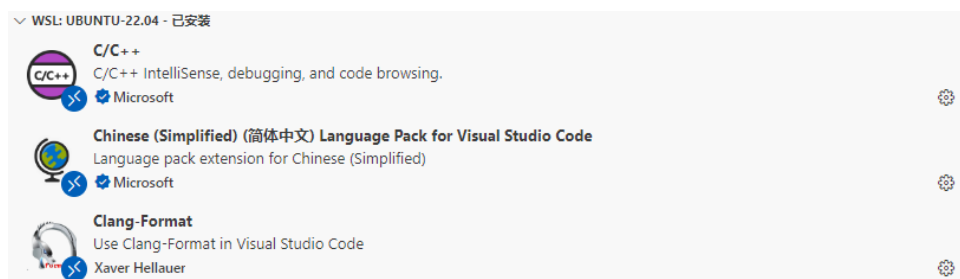 WSL: UBUNTU-22.04 - 已安装
C/C++
C/C++
C/C++ IntelliSense, debugging, and code browsing.
Microsoft
Chinese (Simplified) (简体中文) Language Pack for Visual Studio Code
Language pack extension for Chinese (Simplified)
Microsoft
Clang-Format
Use Clang-Format in Visual Studio Code
Xaver Hellauer